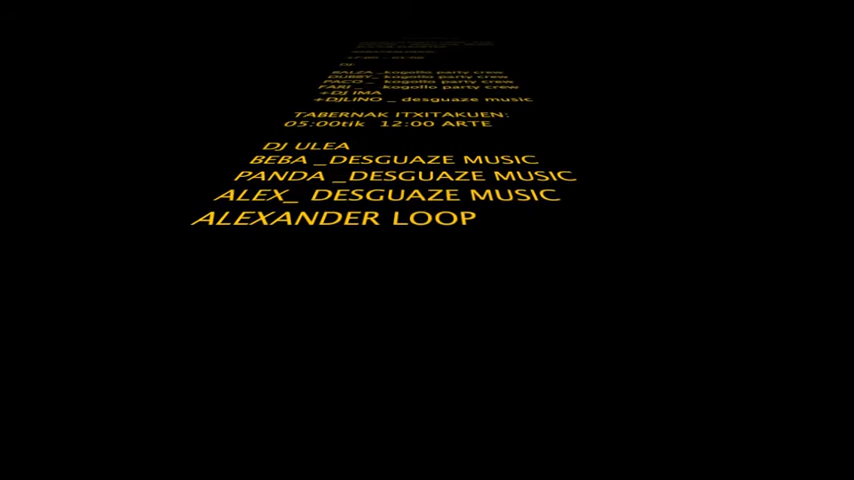 DJ:
BALZA _kogollo party crew
DUBBY_ kogollo party crew
PACO _ kogollo party crew
FARI _ kogollo party crew
+DJ IMA
+DJLINO _ desguaze music
TABERNAK ITXITAKUEN:
05:00tik 12:00 ARTE
DJ ULEA
BEBA _DESGUAZE MUSIC
PANDA _DESGUAZE MUSIC
ALEX_ DESGUAZE MUSIC
ALEXANDER LOOP